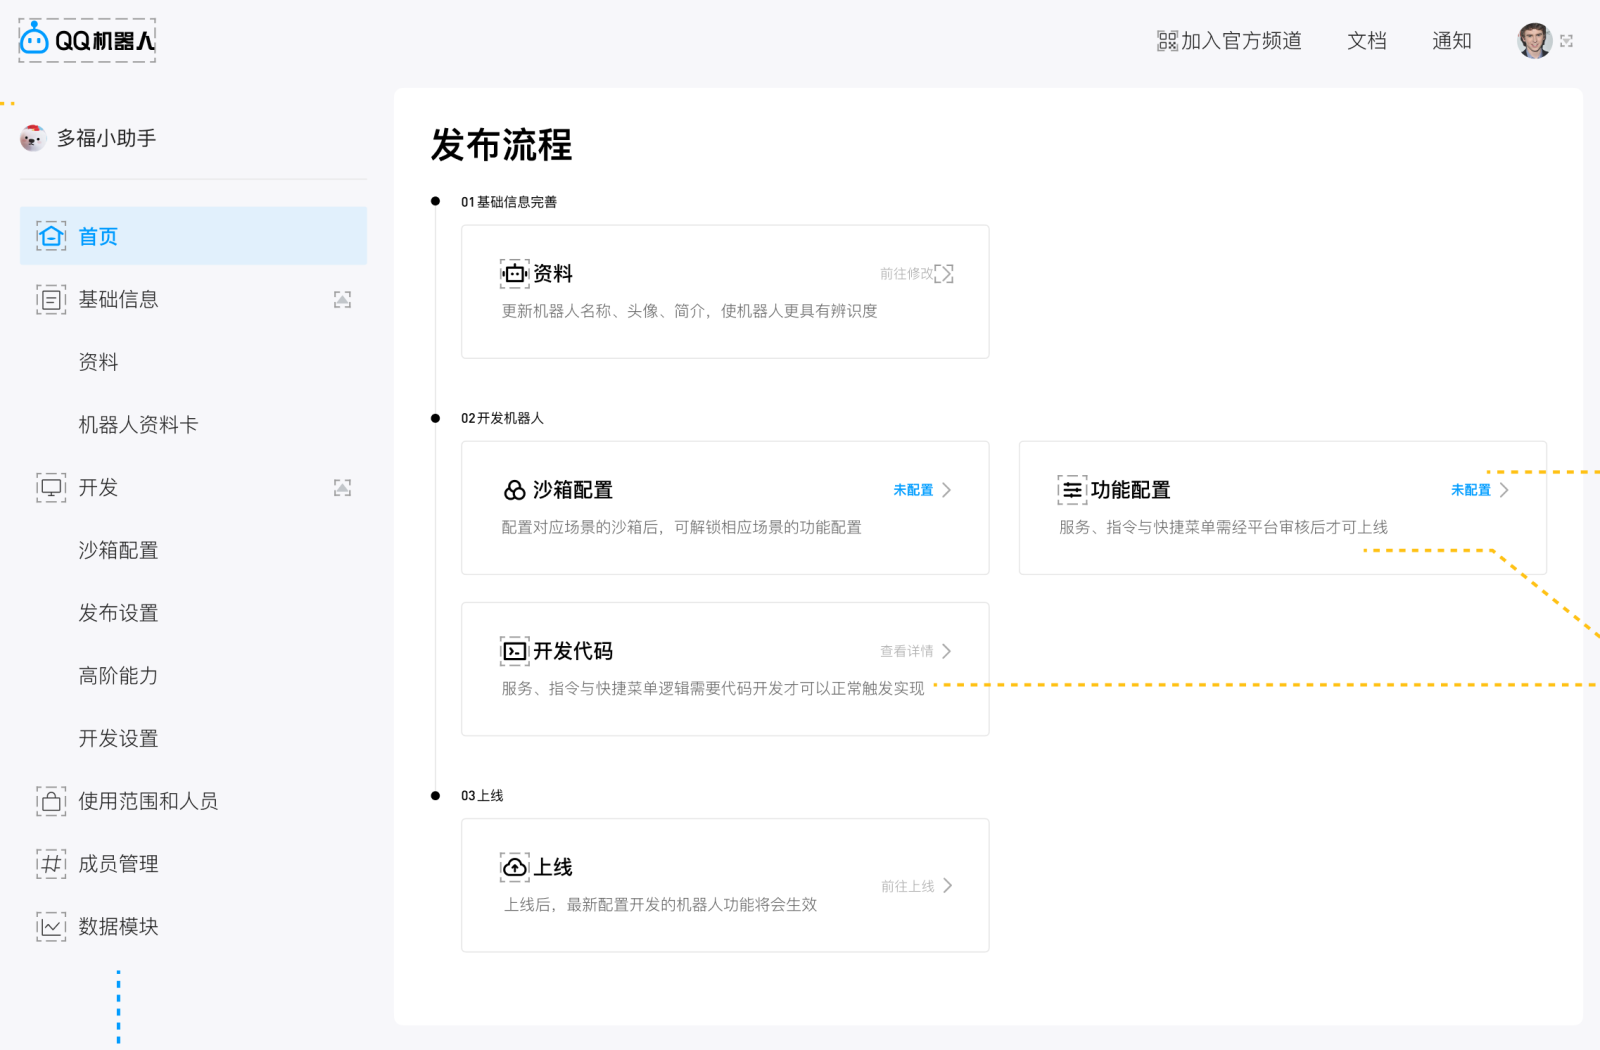 QQ机器人
加入官方频道
文档
通知
多福小助手
首页
基础信息
资料
机器人资料卡
开发
沙箱配置
发布设置
高阶能力
开发设置
使用范围和人员
成员管理
数据模块
发布流程
01基础信息完善
资料
前往修改
更新机器人名称、头像、简介，使机器人更具有辨识度
02开发机器人
沙箱配置
未配置
配置对应场景的沙箱后，可解锁相应场景的功能配置
功能配置
未配置
服务、指令与快捷菜单需经平台审核后才可上线
开发代码
查看详情
服务、指令与快捷菜单逻辑需要代码开发才可以正常触发实现
03上线
上线
前往上线
上线后，最新配置开发的机器人功能将会生效